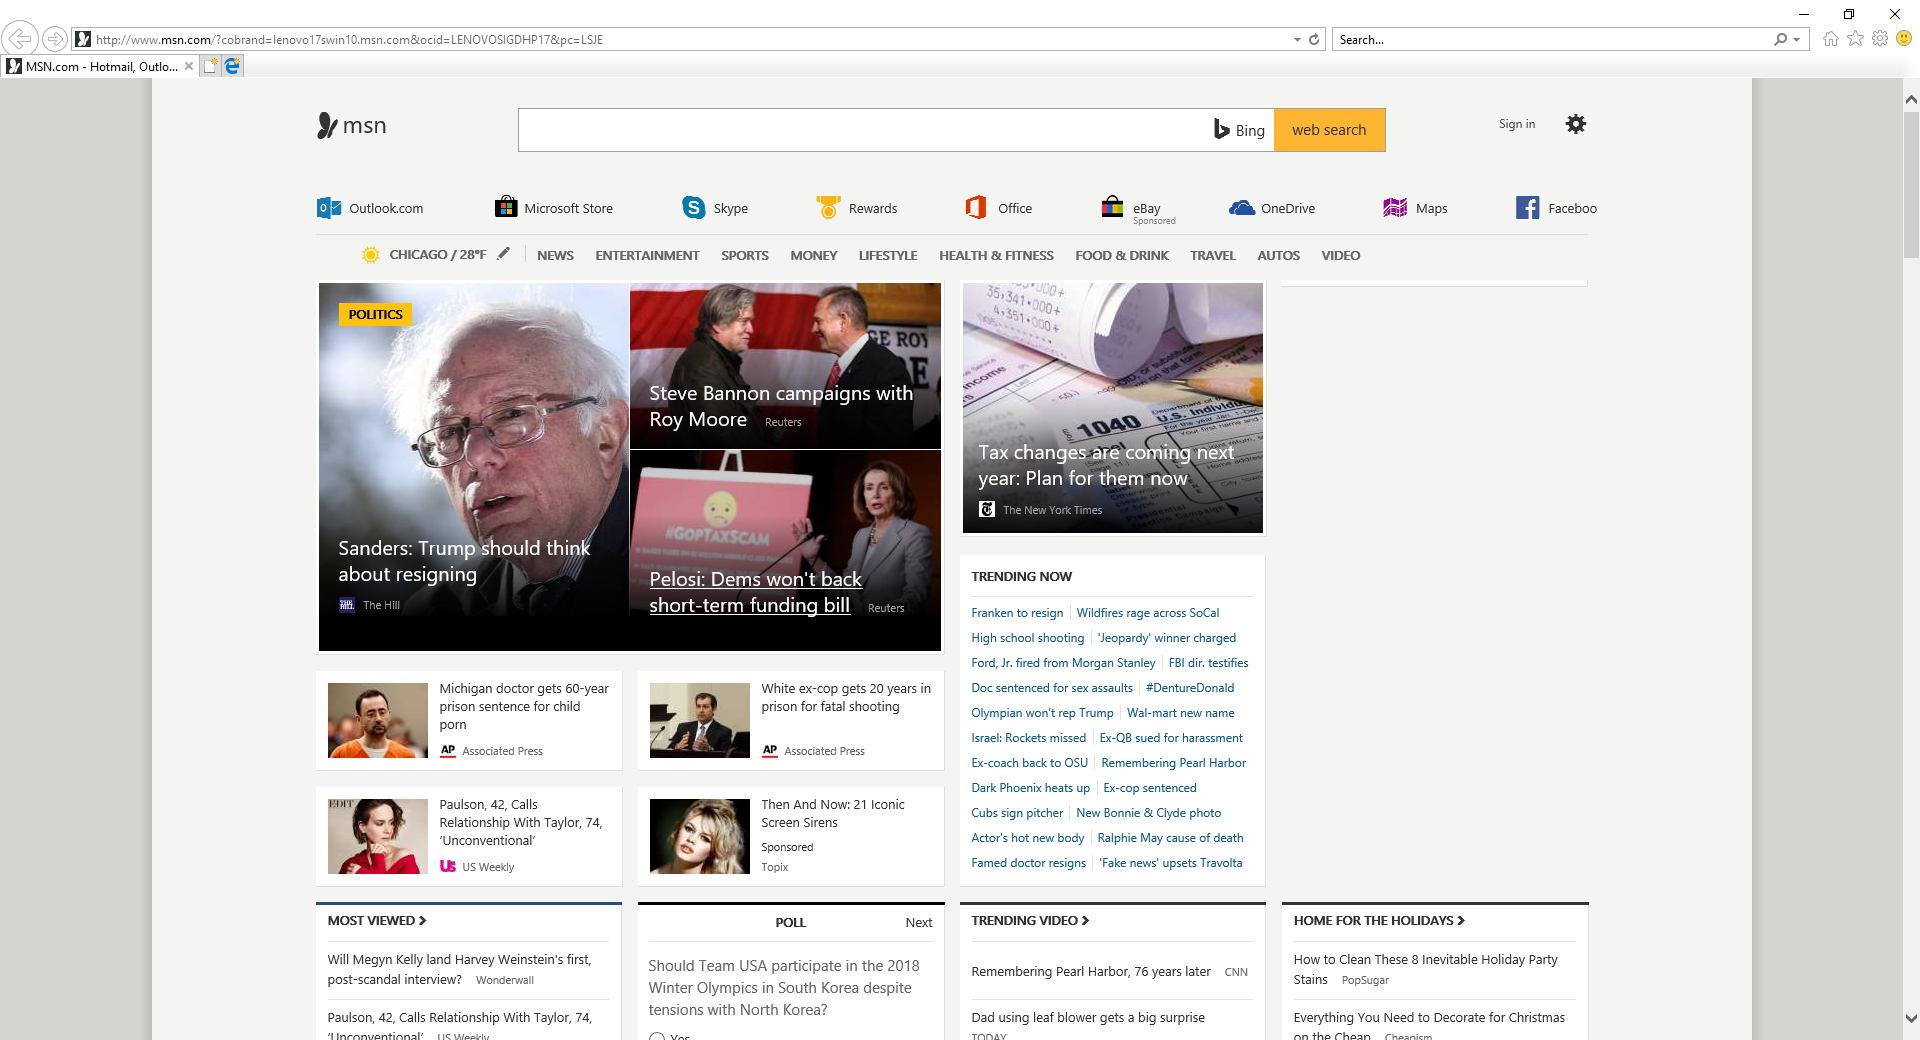 http://www.msn.com/?cobrand=lenovo17swin10.msn.com&ocid=LENOVOSIGDHP17&pc=LSJE
Search...
MSN.com - Hotmail, Outlo...
msn
Bing
web search
Sign in
Outlook.com
Microsoft Store
Skype
Rewards
Office
eBay
Sponsored
OneDrive
Maps
Faceboo
CHICAGO / 28°F
NEWS
ENTERTAINMENT
SPORTS
MONEY
LIFESTYLE
HEALTH & FITNESS
FOOD & DRINK
TRAVEL
AUTOS
VIDEO
POLITICS
Sanders: Trump should think
about resigning
The Hill
Steve Bannon campaigns with
Roy Moore Reuters
#GOPTAXSCAM
Pelosi: Dems won't back
short-term funding bill Reuters
35,341·00+
4,351·00+
1040
U.S. Individu
Tax changes are coming next
year: Plan for them now
The New York Times
TRENDING NOW
Franken to resign
Wildfires rage across SoCal
High school shooting
'Jeopardy' winner charged
Ford, Jr. fired from Morgan Stanley
FBI dir. testifies
Doc sentenced for sex assaults
#DentureDonald
Olympian won't rep Trump
Wal-mart new name
Israel: Rockets missed
Ex-QB sued for harassment
Ex-coach back to OSU
Remembering Pearl Harbor
Dark Phoenix heats up
Ex-cop sentenced
Cubs sign pitcher
New Bonnie & Clyde photo
Actor's hot new body
Ralphie May cause of death
Famed doctor resigns
'Fake news' upsets Travolta
Michigan doctor gets 60-year
prison sentence for child
porn
AP Associated Press
White ex-cop gets 20 years in
prison for fatal shooting
AP Associated Press
EDIT
Paulson, 42, Calls
Relationship With Taylor, 74,
‘Unconventional’
Us US Weekly
Then And Now: 21 Iconic
Screen Sirens
Sponsored
Topix
MOST VIEWED
Will Megyn Kelly land Harvey Weinstein's first,
post-scandal interview? Wonderwall
Paulson, 42, Calls Relationship With Taylor, 74,
‘Unconventional’ US Weekly
POLL
Next
Should Team USA participate in the 2018
Winter Olympics in South Korea despite
tensions with North Korea?
Yes
TRENDING VIDEO
Remembering Pearl Harbor, 76 years later CNN
Dad using leaf blower gets a big surprise
TODAY
HOME FOR THE HOLIDAYS
How to Clean These 8 Inevitable Holiday Party
Stains PopSugar
Everything You Need to Decorate for Christmas
on the Cheap Cheapism